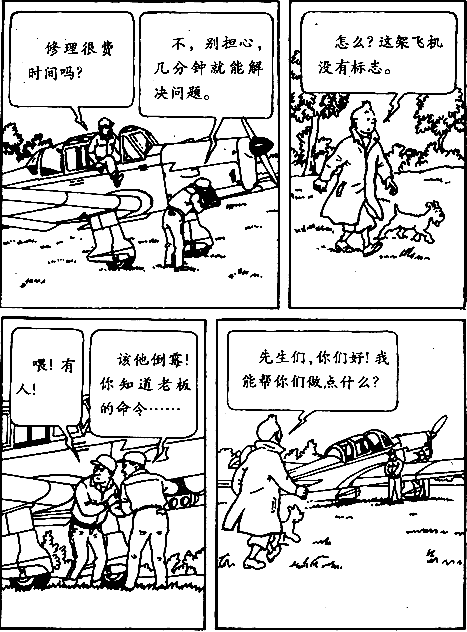 修理很费
时间吗？
不，别担心，
几分钟就能解
决问题。
怎么？这架飞机
没有标志。
喂！有
人！
该他倒霉！
你知道老板
的命令……
先生们，你们好！我
能帮你们做点什么？